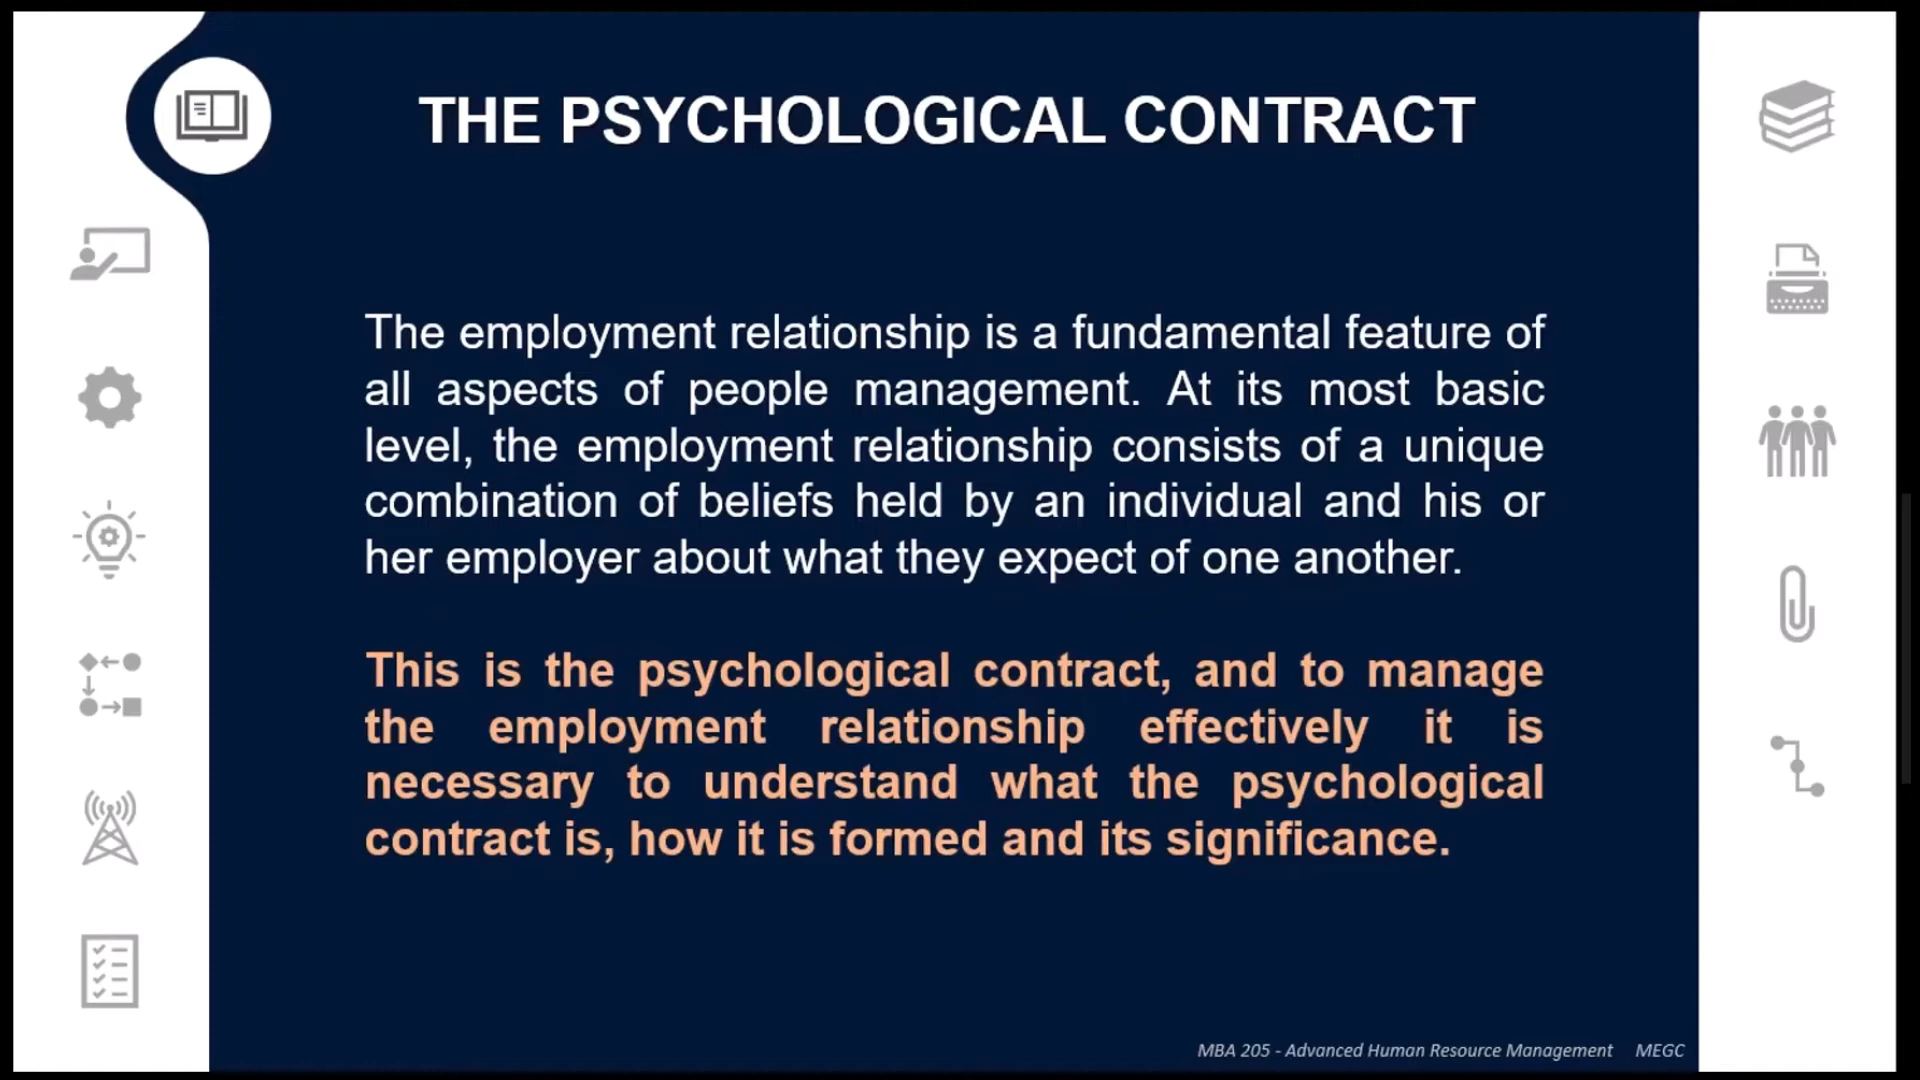 THE PSYCHOLOGICAL CONTRACT
The employment relationship is a fundamental feature of
all aspects of people management. At its most basic
level, the employment relationship consists of a unique
combination of beliefs held by an individual and his or
her employer about what they expect of one another.
This is the psychological contract, and to manage
the employment relationship effectively it is
necessary to understand what the psychological
contract is, how it is formed and its significance.
MBA 205 - Advanced Human Resource Management MEGC